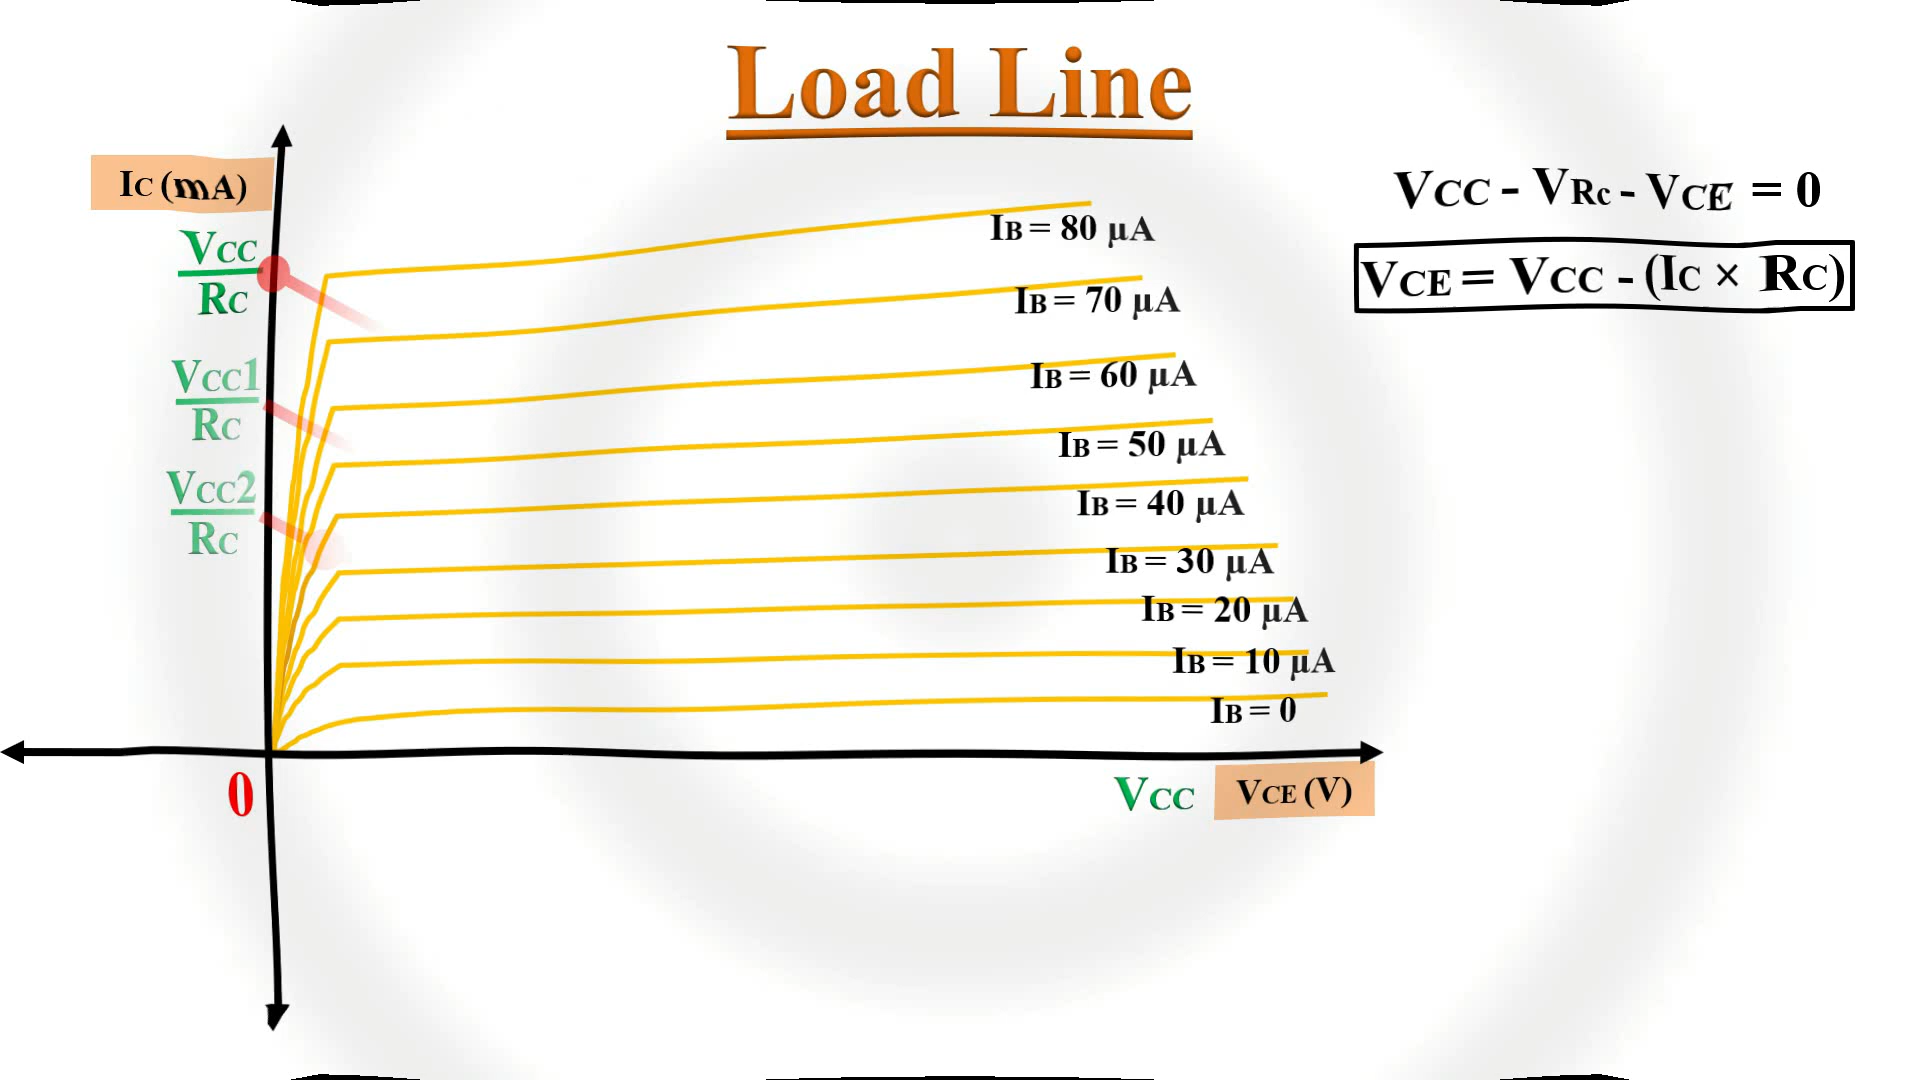 Load Line
IC (mA)
VCC
RC
VCC1
RC
VCC2
RC
IB = 80 μA
IB = 70 μA
IB = 60 μA
IB = 50 μA
IB = 40 μA
IB = 30 μA
IB = 20 μA
IB = 10 μA
IB = 0
0
VCC
VCE (V)
VCC - VRc - VCE = 0
VCE = VCC - (IC × RC)